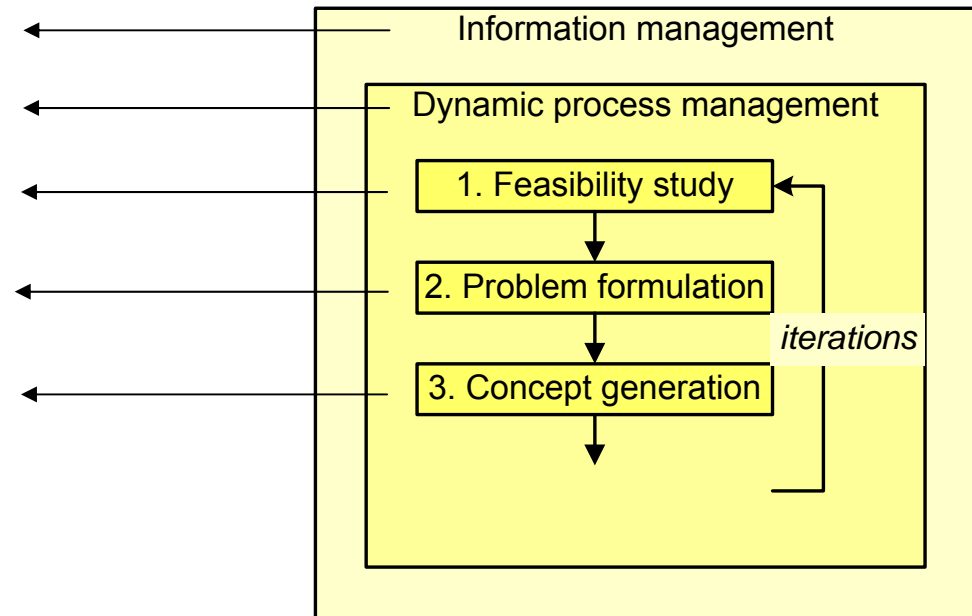 Information management
Dynamic process management
1. Feasibility study
2. Problem formulation
iterations
3. Concept generation